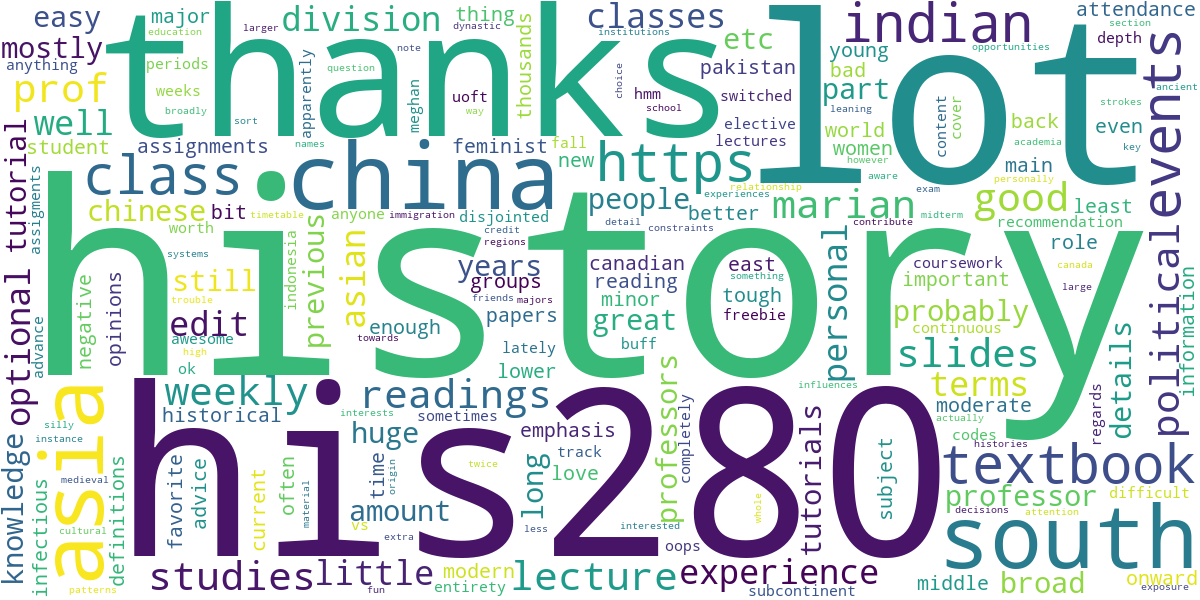 easy
major
education
mostly
anything
division
thing
larger
dynastic
classes
institutions
indian
attendance
opportunities
section
depth
periods
weeks
broadly
prof
thanks
etc
lot
young
bad
part
leaning
ancient
note
question
apparently
meghan
uoft
way
thousands
choice
hmm
school
pakistan
switched
well
sort
student
assignments
names
feminist
fall
new
elective
lectures
world
women
however
content
cover
academia
aware
back
even
key
strokes
events
main
personally
class
china
https
relationship
experiences
people
better
exam
marian
good
least
recommendation
role
contribute
midterm
tutorial
optional
assigments
chinese
worth
bit
timetable
anyone
immigration
disjointed
credit
regions
detail
constraints
history
previous
indonesia
asian
systems
still
trouble
edit
awesome
ok
high
years
groups
friends
majors
papers
enough
towards
lately
lower
canadian
reading
minor
great
buff
east
something
tough
freebie
influences
personal
coursework
important
probably
continuous
slides
terms
moderate
codes
actually
histories
regards
details
canada
large
political
information
negative
opinions
advance
knowledge
silly
instance
medieval
cultural
patterns
asia
infectious
definitions
weekly
historical
favorite
advice
current
often
readings
interests
sometimes
huge
time
origin
material
vs
amount
extra
track
twice
less
long
emphasis
love
interested
his280
oops
professors
completely
whole
tutorials
subject
textbook
professor
difficult
decisions
attention
south
studies
little
fun
modern
entirety
lecture
experience
subcontinent
middle
broad
onward
exposure